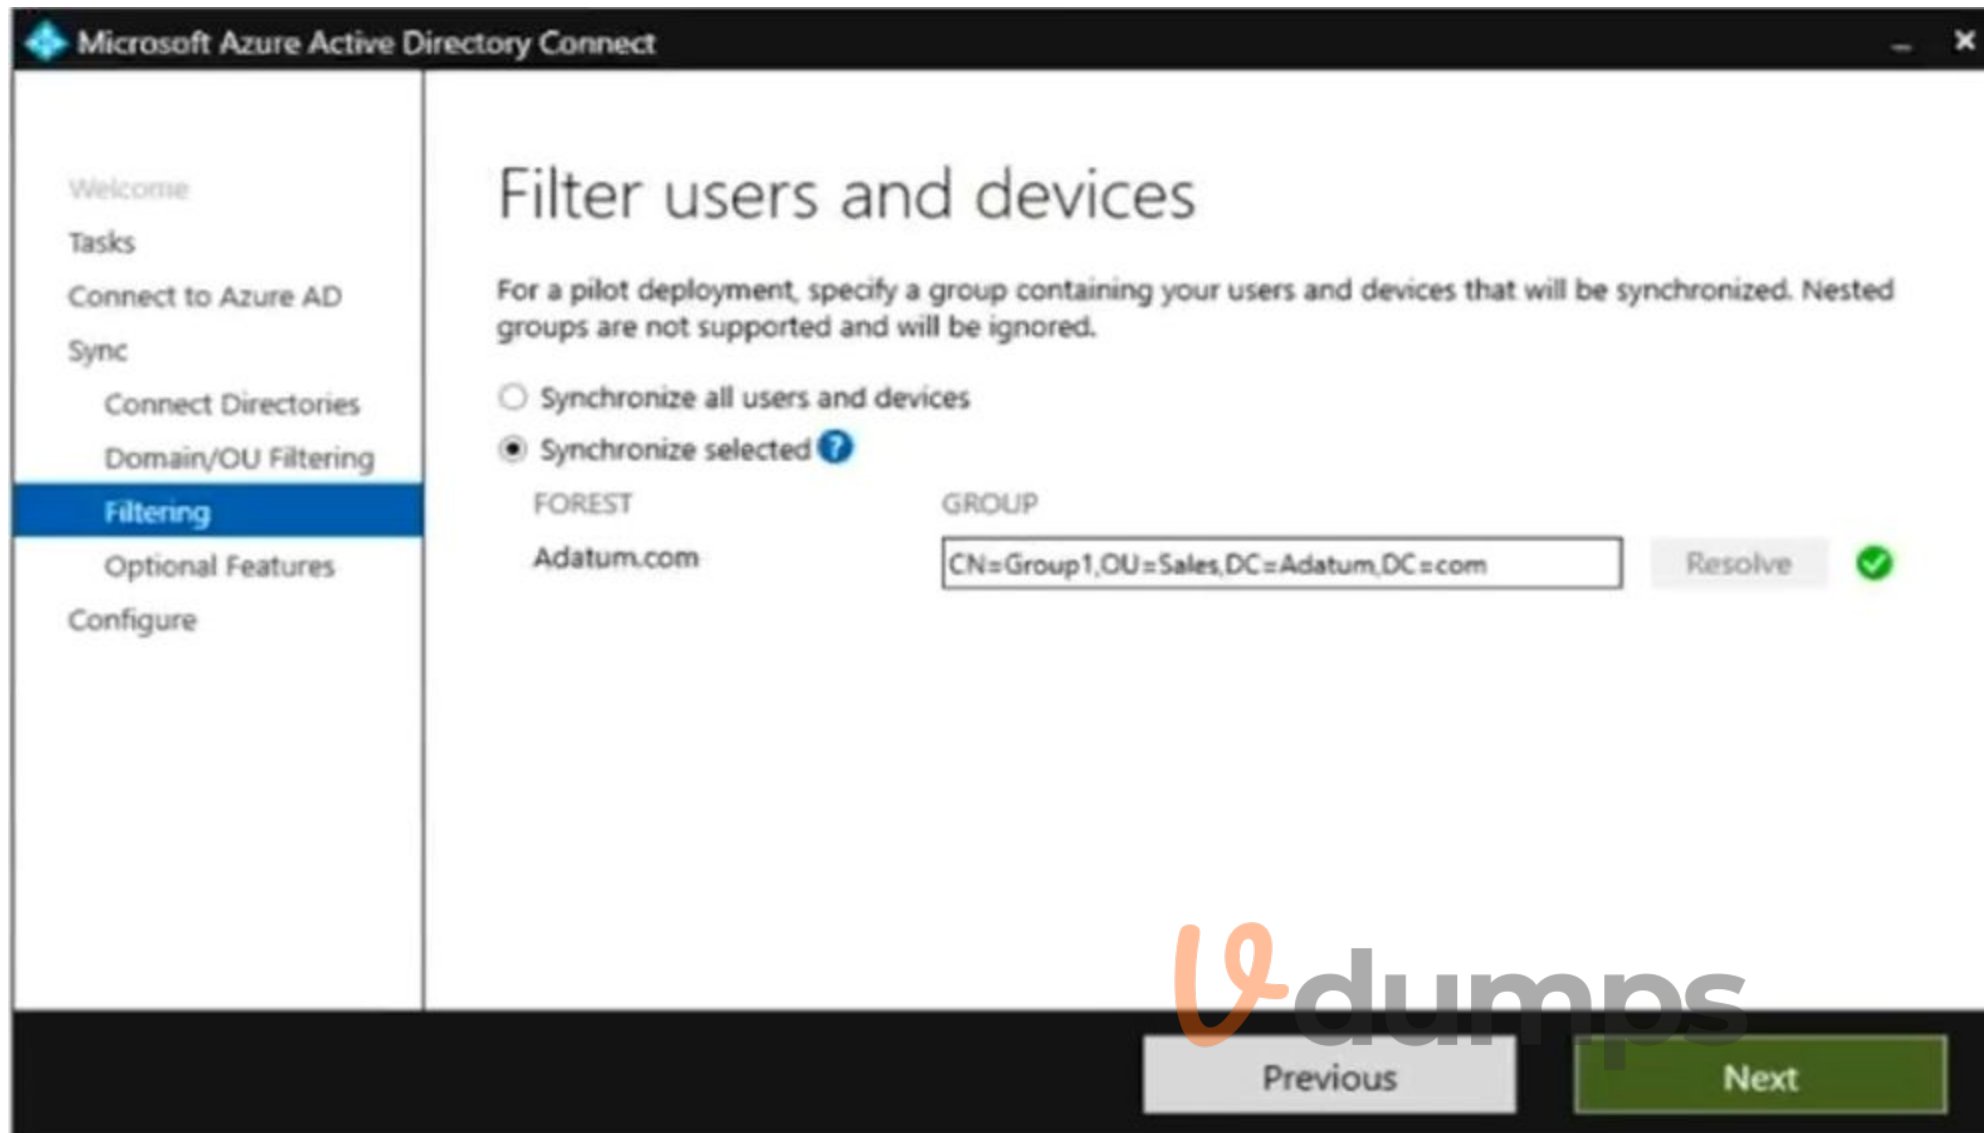 Microsoft Azure Active Directory Connect
Welcome
Tasks
Connect to Azure AD
Sync
Connect Directories
Domain/OU Filtering
Filtering
Optional Features
Configure
Filter users and devices
For a pilot deployment, specify a group containing your users and devices that will be synchronized. Nested
groups are not supported and will be ignored.
Synchronize all users and devices
Synchronize selected ?
FOREST GROUP
Adatum.com CN=Group1,OU=Sales,DC=Adatum,DC=com Resolve
dumps
Previous Next